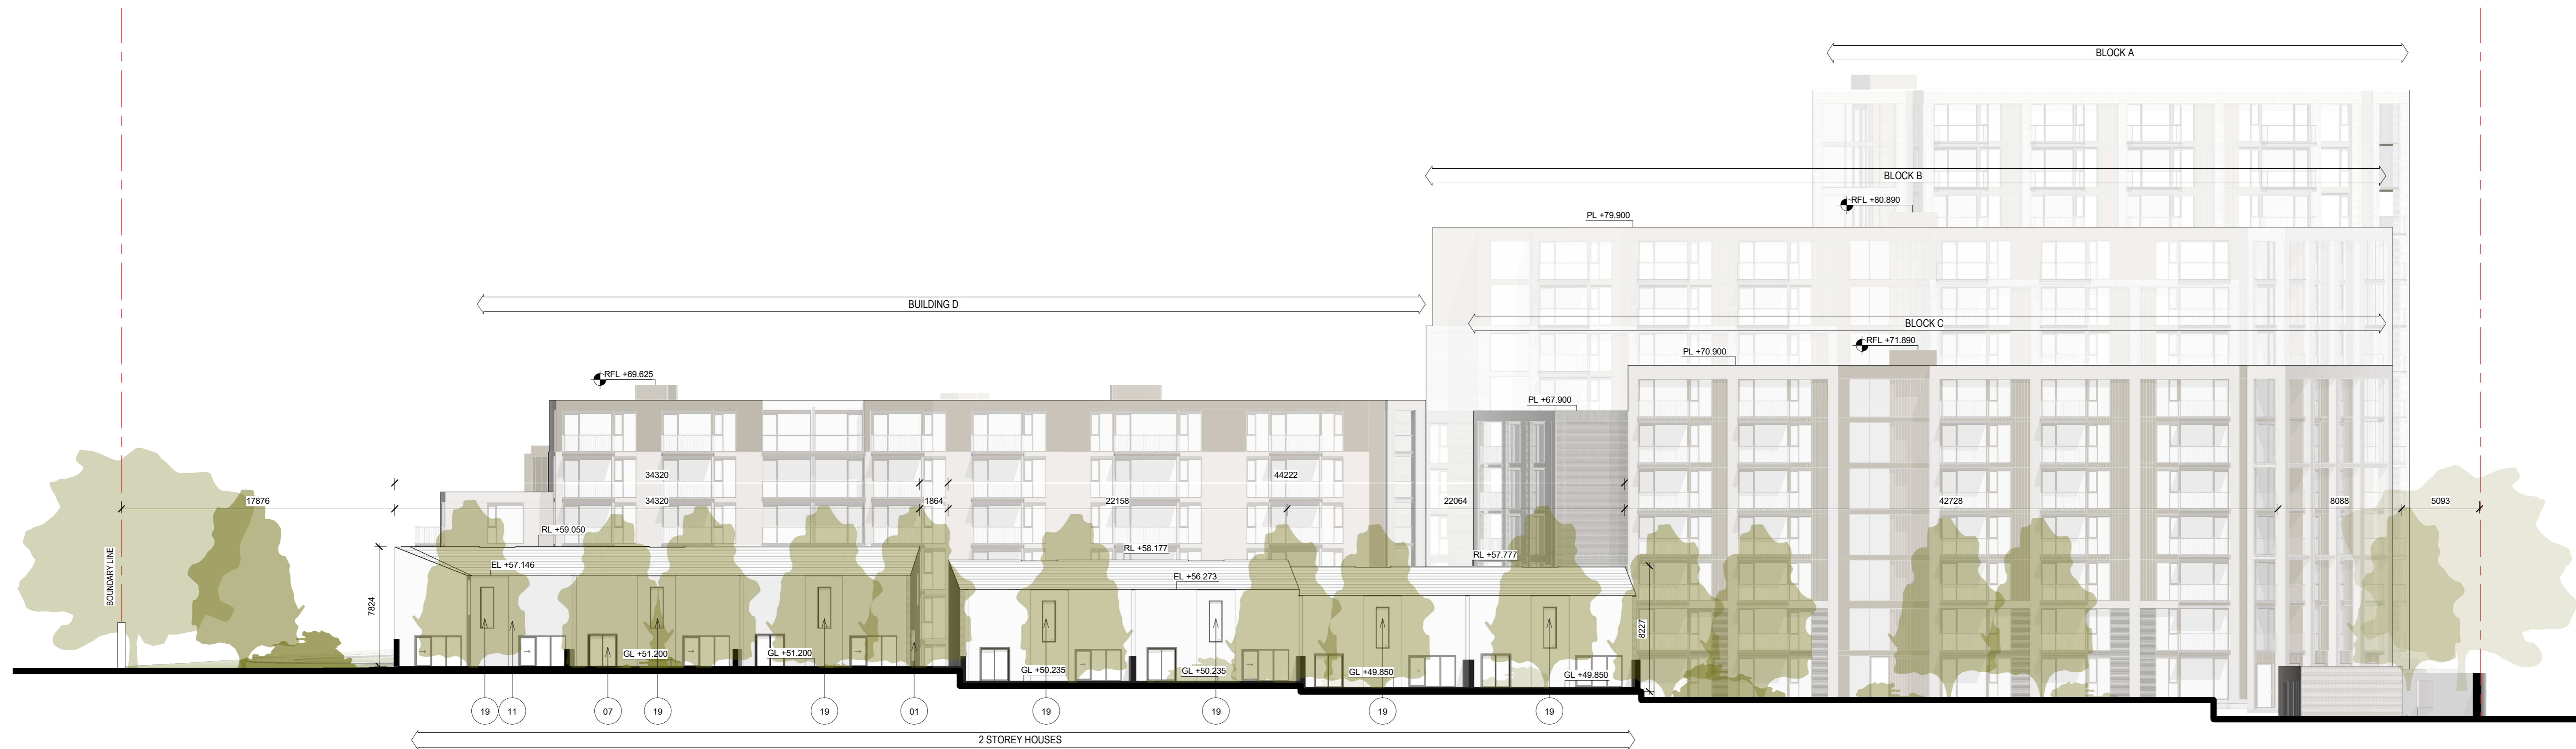 BLOCK A
BLOCK B
RFL +80.890
PL +79.900
BUILDING D
BLOCK C
RFL +71.890
PL +70.900
RFL +69.625
PL +67.900
34320
44222
17876
34320
1864
22158
22064
42728
8088
5093
RL +59.050
RL +58.177
RL +57.777
EL +57.146
EL +56.273
BOUNDARY LINE
7824
8227
GL +51.200
GL +51.200
GL +50.235
GL +50.235
GL +49.850
GL +49.850
19
11
07
19
19
01
19
19
19
19
2 STOREY HOUSES